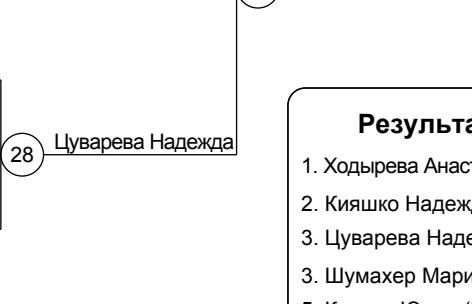 28
Цуварева Надежда
Результа
1. Ходырева Анаст
2. Кияшко Надеж
3. Цуварева Наде
3. Шумахер Мари